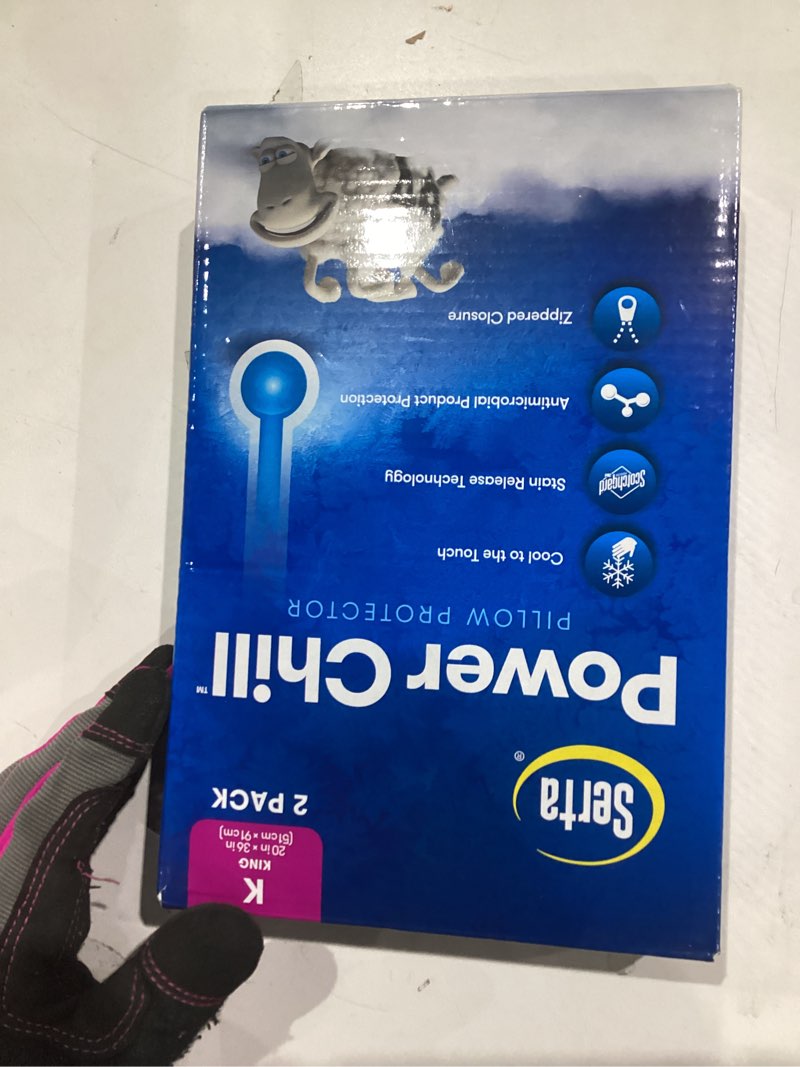 K
KING
20 in × 36 in
(51cm × 91cm)
2 PACK
Serta®
Power Chill™
PILLOW PROTECTOR
Cool to the Touch
Scotchgard
Stain Release Technology
Antimicrobial Product Protection
Zippered Closure